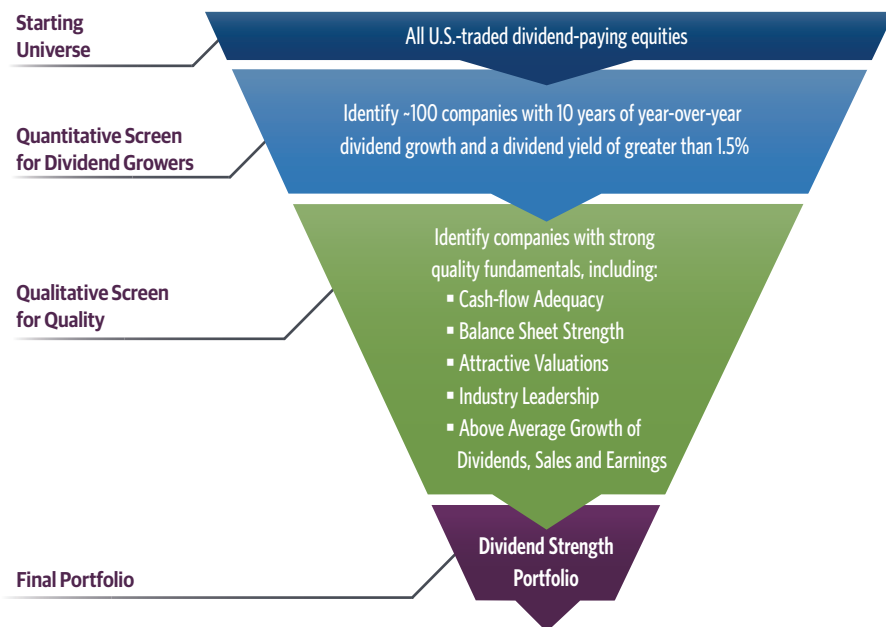 Starting
Universe
All U.S.-traded dividend-paying equities
Quantitative Screen
for Dividend Growers
Identify ~100 companies with 10 years of year-over-year
dividend growth and a dividend yield of greater than 1.5%
Qualitative Screen
for Quality
Identify companies with strong
quality fundamentals, including:
▪ Cash-flow Adequacy
▪ Balance Sheet Strength
▪ Attractive Valuations
▪ Industry Leadership
▪ Above Average Growth of
Dividends, Sales and Earnings
Final Portfolio
Dividend Strength
Portfolio